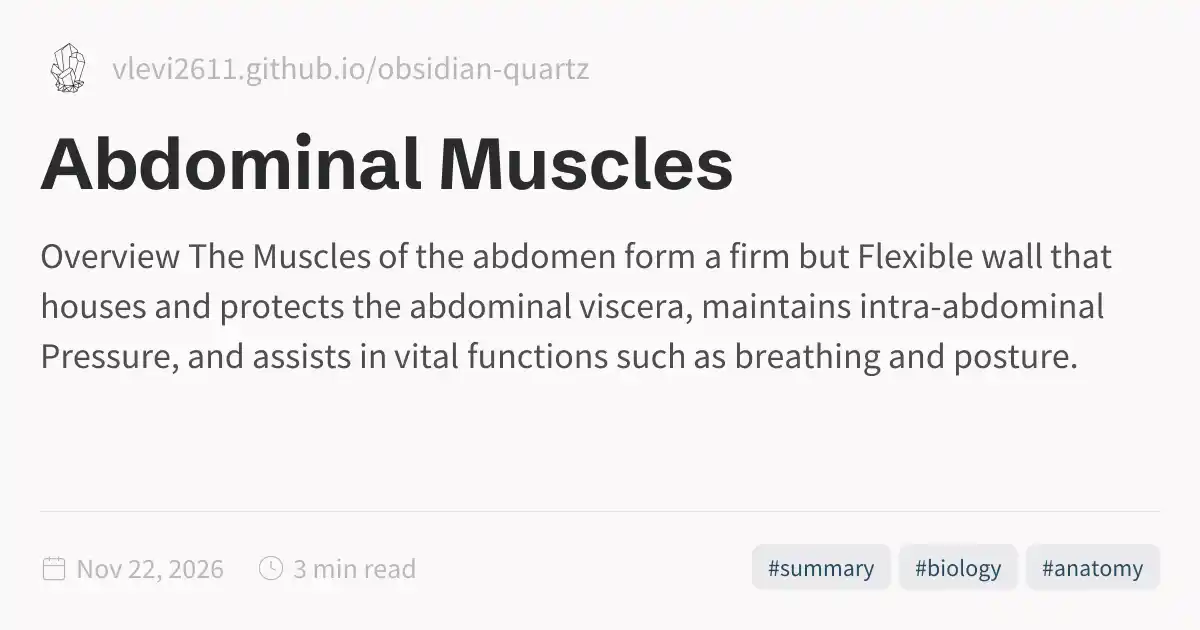 vlevi2611.github.io/obsidian-quartz
Abdominal Muscles
Overview The Muscles of the abdomen form a firm but Flexible wall that
houses and protects the abdominal viscera, maintains intra-abdominal
Pressure, and assists in vital functions such as breathing and posture.
Nov 22, 2026 3 min read #summary #biology #anatomy